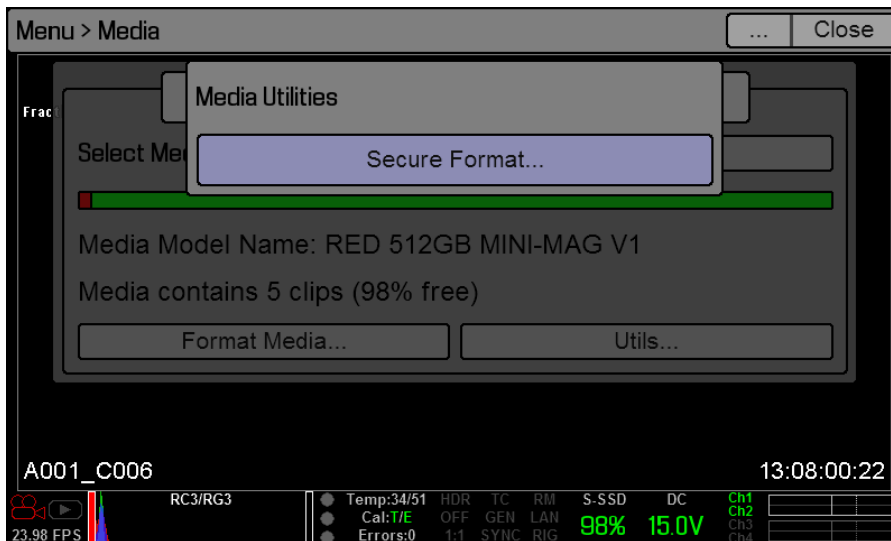 Menu > Media
...
Close
Media Utilities
Secure Format...
Select
Media Model Name: RED 512GB MINI-MAG V1
Media contains 5 clips (98% free)
Format Media...
Utils...
A001_C006
13:08:00:22
RC3/RG3
Temp:34/51 HDR TC RM S-SSD DC Ch1
Cal:T/E OFF GEN LAN 98% 15.0V Ch2
Errors:0 1:1 SYNC RIG Ch3
Ch4
23.98 FPS